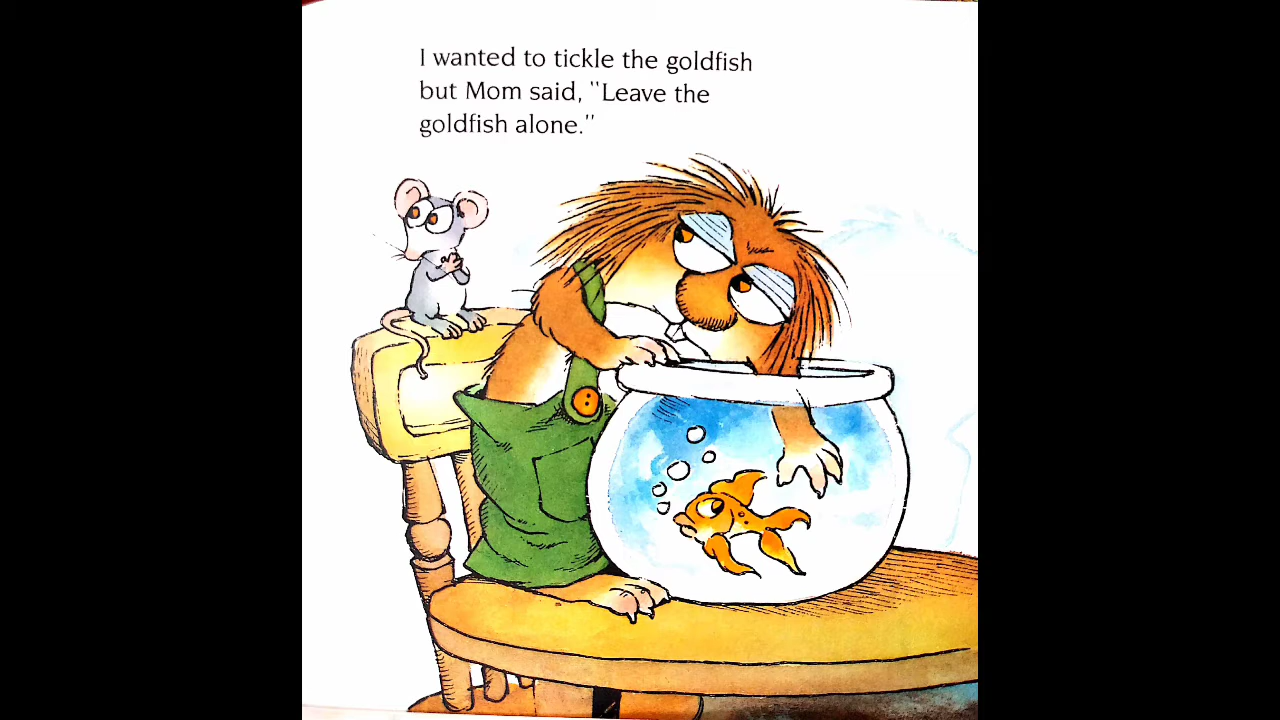 I wanted to tickle the goldfish
but Mom said, "Leave the
goldfish alone."